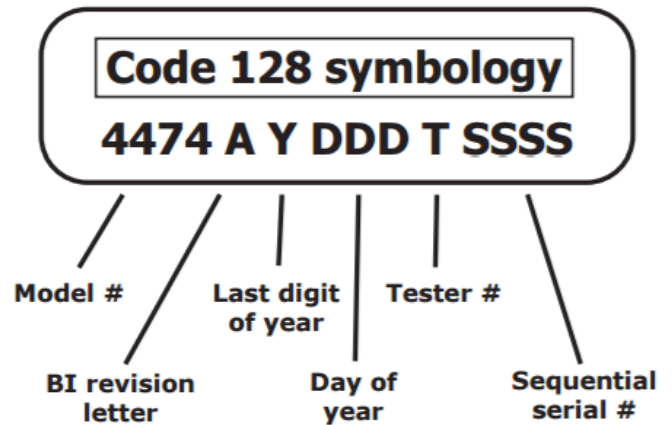 Code 128 symbology
4474 A Y DDD T SSSS
Model #
Last digit
of year
Tester #
BI revision
letter
Day of
year
Sequential
serial #